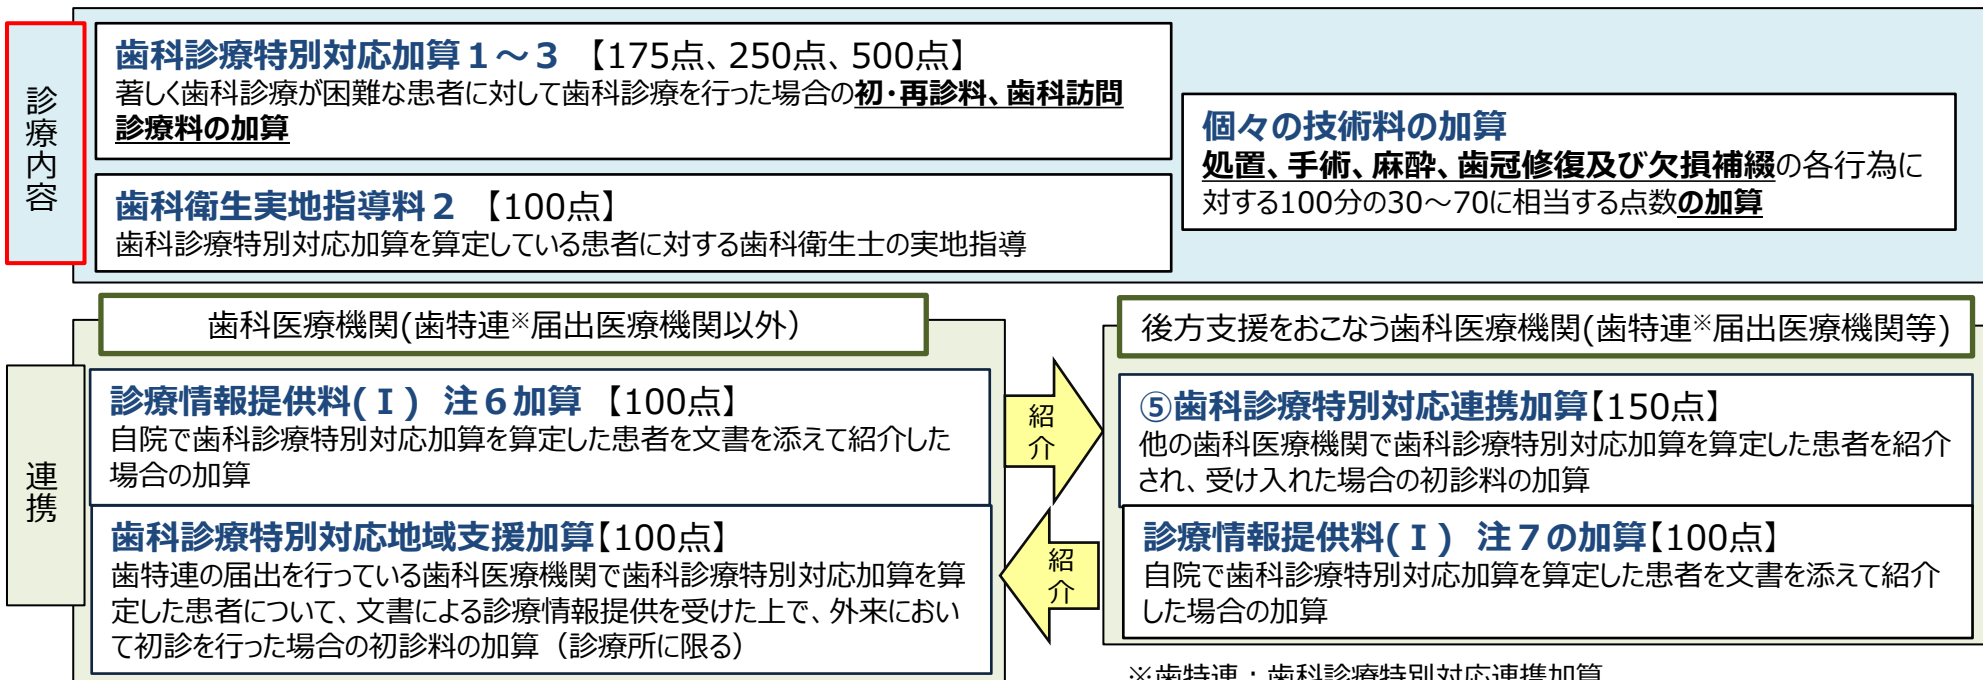 診療内容
歯科診療特別対応加算１～３ 【175点、250点、500点】
著しく歯科診療が困難な患者に対して歯科診療を行った場合の初・再診料、歯科訪問
診療料の加算
歯科衛生実地指導料２ 【100点】
歯科診療特別対応加算を算定している患者に対する歯科衛生士の実地指導
個々の技術料の加算
処置、手術、麻酔、歯冠修復及び欠損補綴の各行為に
対する100分の30～70に相当する点数の加算
連携
歯科医療機関(歯特連※届出医療機関以外）
診療情報提供料(Ⅰ) 注６加算 【100点】
自院で歯科診療特別対応加算を算定した患者を文書を添えて紹介した
場合の加算
歯科診療特別対応地域支援加算【100点】
歯特連の届出を行っている歯科医療機関で歯科診療特別対応加算を算
定した患者について、文書による診療情報提供を受けた上で、外来におい
て初診を行った場合の初診料の加算（診療所に限る）
紹介
紹介
後方支援をおこなう歯科医療機関(歯特連※届出医療機関等)
⑤歯科診療特別対応連携加算【150点】
他の歯科医療機関で歯科診療特別対応加算を算定した患者を紹介
され、受け入れた場合の初診料の加算
診療情報提供料(Ⅰ) 注７の加算【100点】
自院で歯科診療特別対応加算を算定した患者を文書を添えて紹介
した場合の加算
※歯特連：歯科診療特別対応連携加算